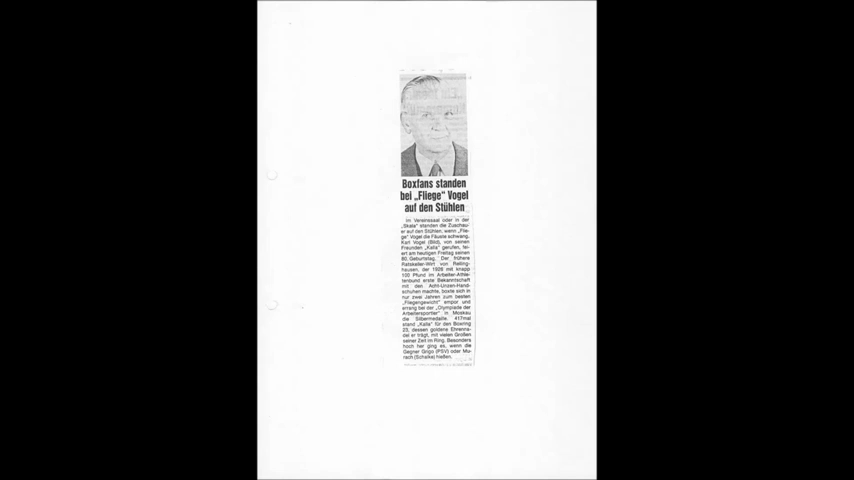 Boxfans standen
bei „Fliege“ Vogel
auf den Stühlen
Im Vereinssaal oder in der
„Skala“ standen die Zuschau-
er auf den Stühlen, wenn „Flie-
ge“ Vogel die Fäuste schwang.
Karl Vogel (Bild), von seinen
Freunden „Kalla“ gerufen, fei-
ert am heutigen Freitag seinen
80. Geburtstag. Der frühere
Ratskeller-Wirt von Reckling-
hausen, der 1928 mit knapp
100 Pfund im Arbeiter-Athle-
tenbund erste Bekanntschaft
mit den Acht-Unzen-Hand-
schuhen machte, boxte sich in
nur zwei Jahren zum besten
„Fliegengewicht“ empor und
errang bei der „Olympiade der
Arbeitersportler“ in Moskau
die Silbermedaille. 417mal
stand „Kalla“ für den Boxring
23, dessen goldene Ehrenna-
del er trägt, mit vielen Großen
seiner Zeit im Ring. Besonders
hoch her ging es, wenn die
Gegner Grigo (PSV) oder Mu-
rach (Schalke) hießen.